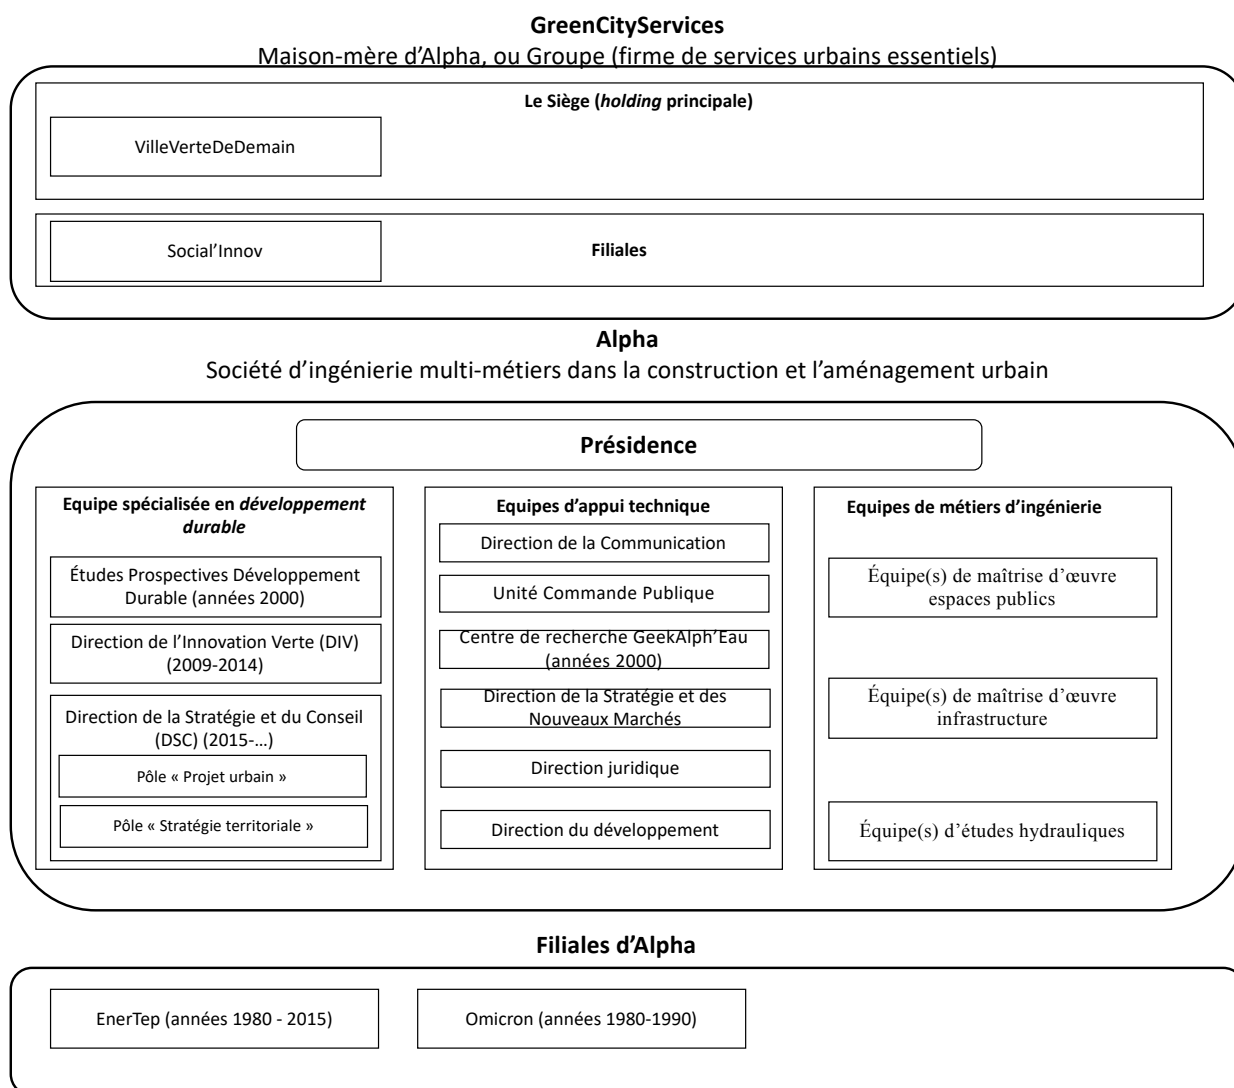 GreenCityServices
Maison-mère d’Alpha, ou Groupe (firme de services urbains essentiels)
Le Siège (holding principale)
VilleVerteDeDemain
Social’Innov
Filiales
Alpha
Société d’ingénierie multi-métiers dans la construction et l’aménagement urbain
Présidence
Equipe spécialisée en développement
durable
Études Prospectives Développement
Durable (années 2000)
Direction de l’Innovation Verte (DIV)
(2009-2014)
Direction de la Stratégie et du Conseil
(DSC) (2015-...)
Pôle « Projet urbain »
Pôle « Stratégie territoriale »
Equipes d’appui technique
Direction de la Communication
Unité Commande Publique
Centre de recherche GeekAlph’Eau
(années 2000)
Direction de la Stratégie et des
Nouveaux Marchés
Direction juridique
Direction du développement
Equipes de métiers d’ingénierie
Équipe(s) de maîtrise d’œuvre
espaces publics
Équipe(s) de maîtrise d’œuvre
infrastructure
Équipe(s) d’études hydrauliques
Filiales d’Alpha
EnerTep (années 1980 - 2015)
Omicron (années 1980-1990)